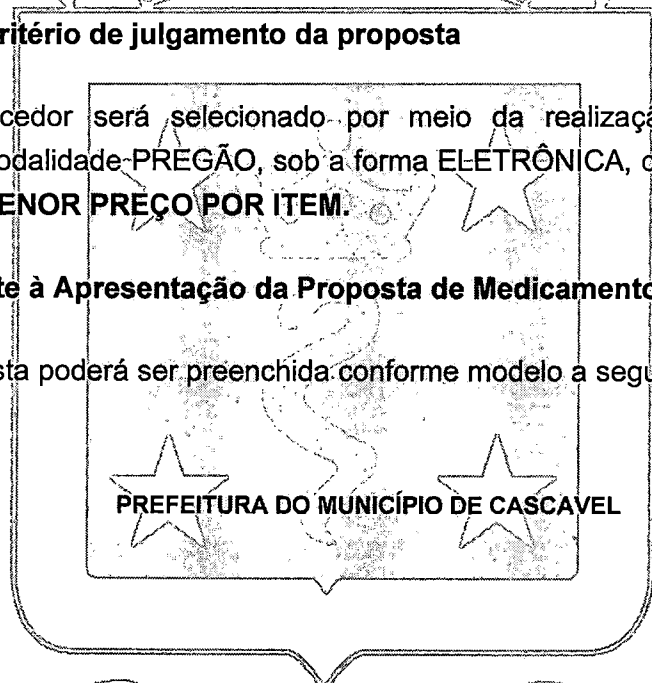 ritério de julgamento da proposta
cedor será selecionado por meio da realizaçã
odalidade PREGÃO, sob a forma ELETRÔNICA, c
ENOR PREÇO POR ITEM.
te à Apresentação da Proposta de Medicamento
sta poderá ser preenchida conforme modelo a segu
PREFEITURA DO MUNICÍPIO DE CASCAVEL